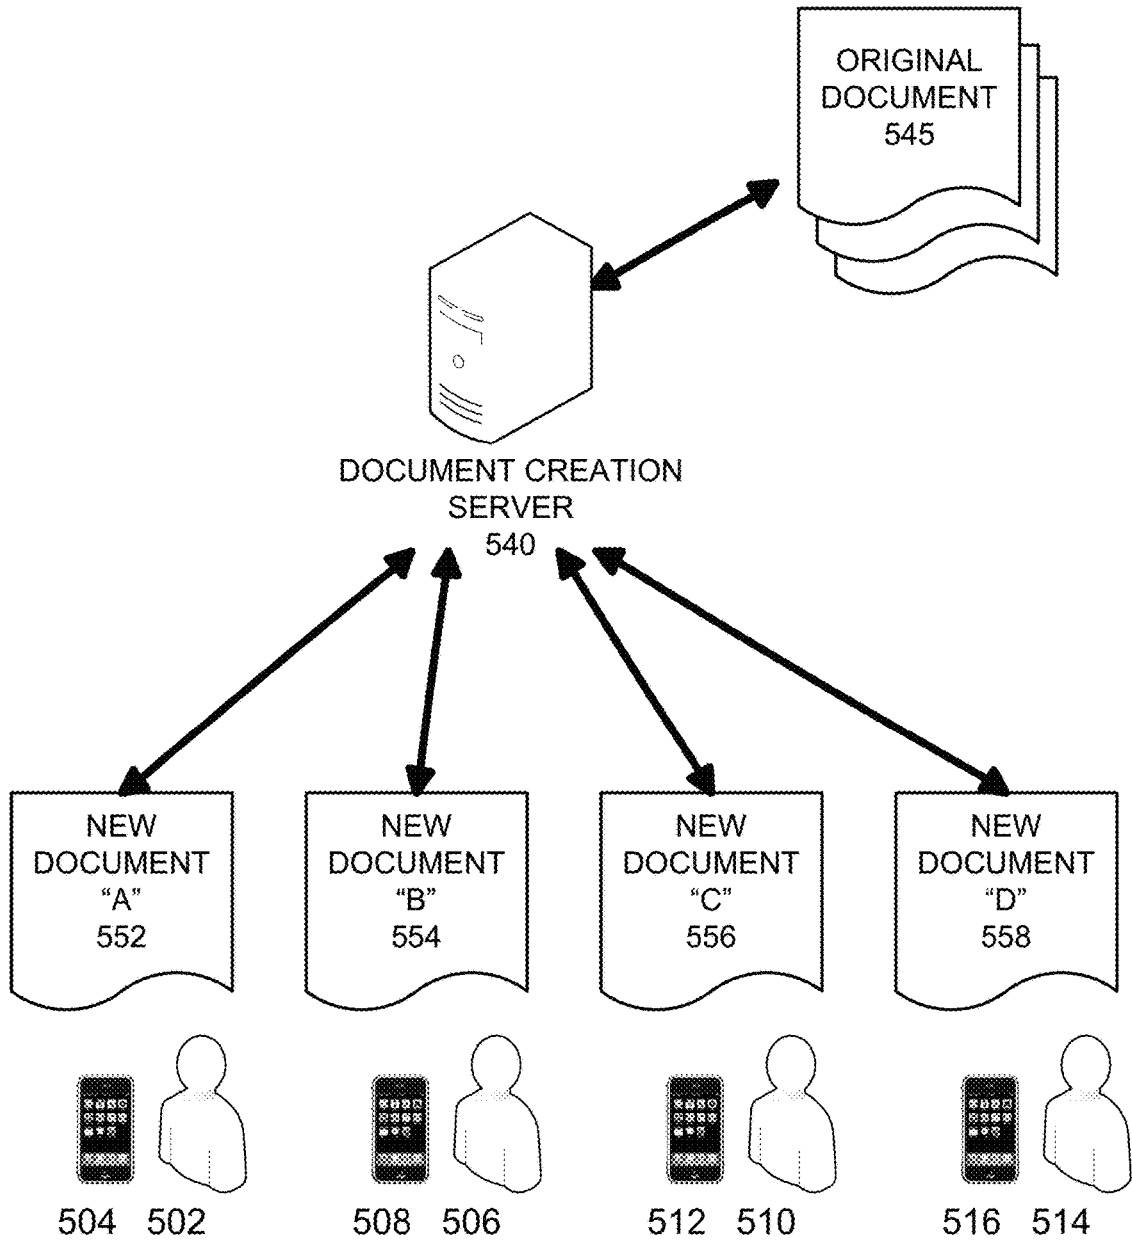 ORIGINAL
DOCUMENT
545
DOCUMENT CREATION
SERVER
540
NEW
DOCUMENT
“A”
552
NEW
DOCUMENT
“B”
554
NEW
DOCUMENT
“C”
556
NEW
DOCUMENT
“D”
558
504 502
508 506
512 510
516 514